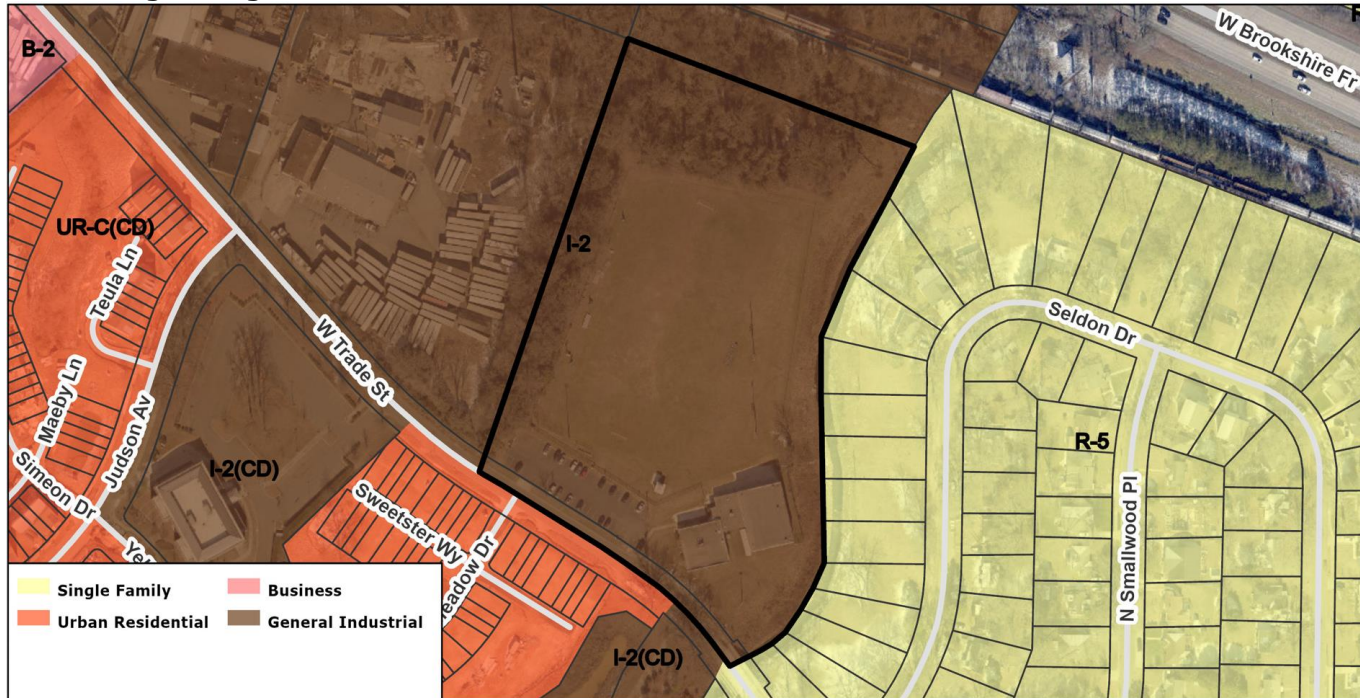 B-2
W Brookshire Fr
UR-C(CD)
Teula Ln
I-2
W Trade St
Seldon Dr
Maeby Ln
Judson Av
I-2(CD)
R-5
Simeon Dr
Sweetster Wy
N Smallwood Pl
Single Family
Business
Urban Residential
General Industrial
I-2(CD)